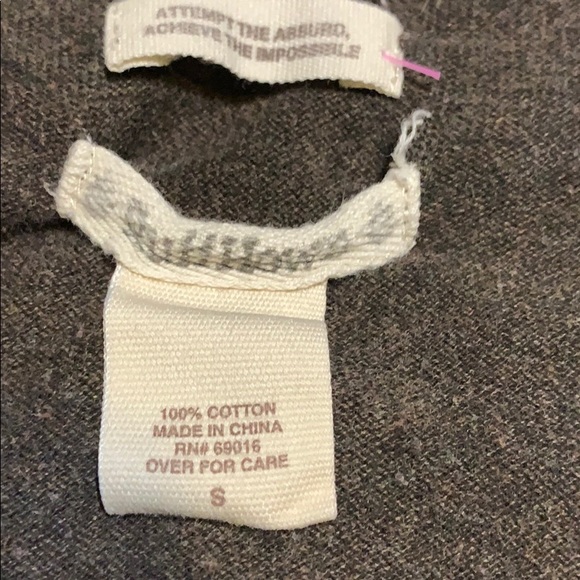 ATTEMPT THE ABSURD,
ACHIEVE THE IMPOSSIBLE
100% COTTON
MADE IN CHINA
RN# 69016
OVER FOR CARE
S